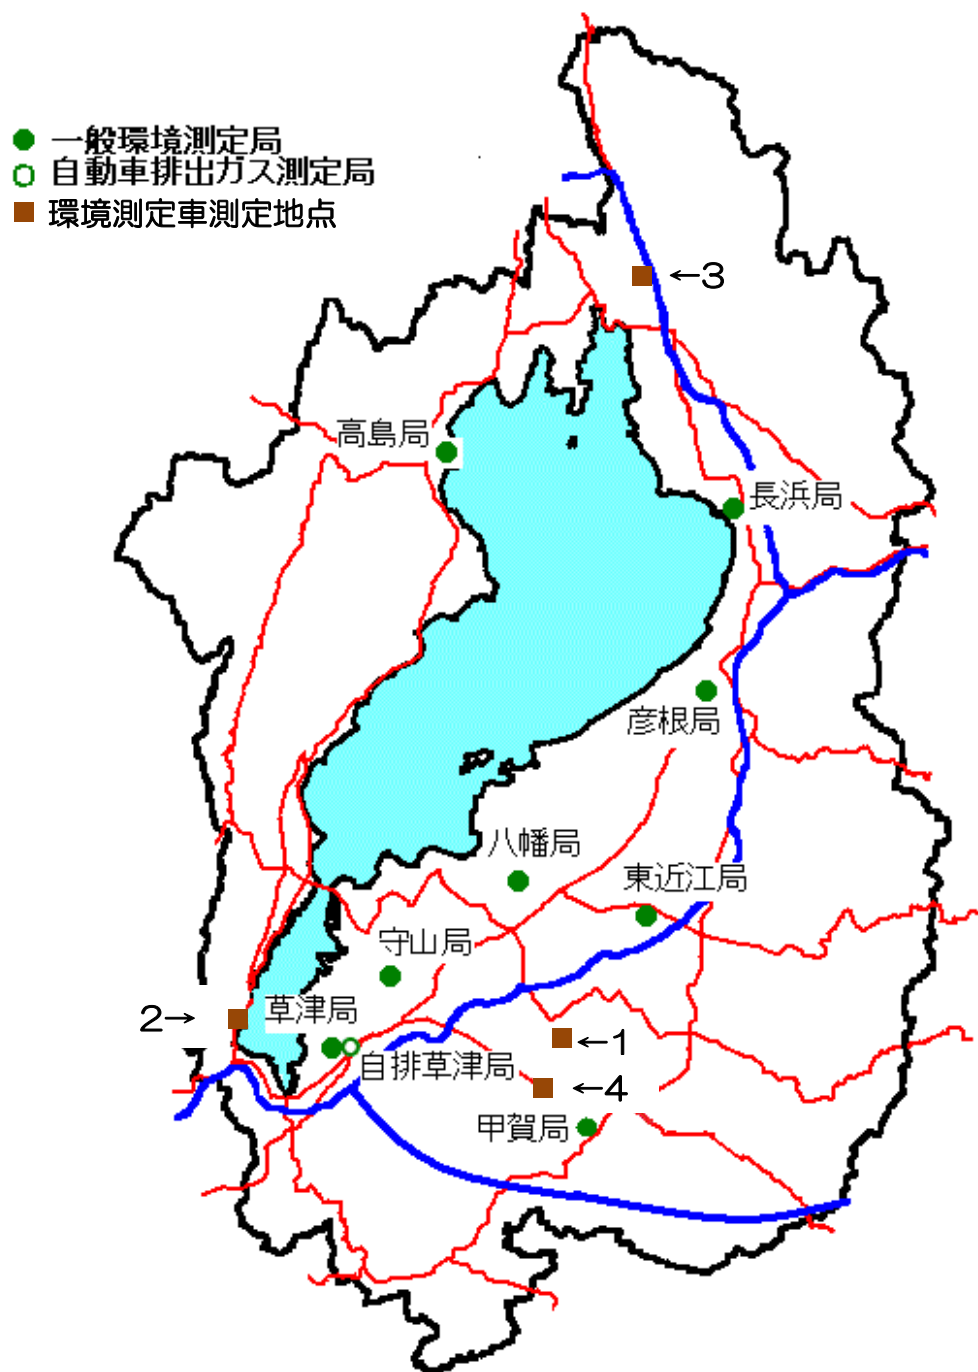 一般環境測定局
自動車排出ガス測定局
環境測定車測定地点
←3
高島局
長浜局
彦根局
八幡局
東近江局
守山局
草津局
2→
自排草津局
←1
←4
甲賀局